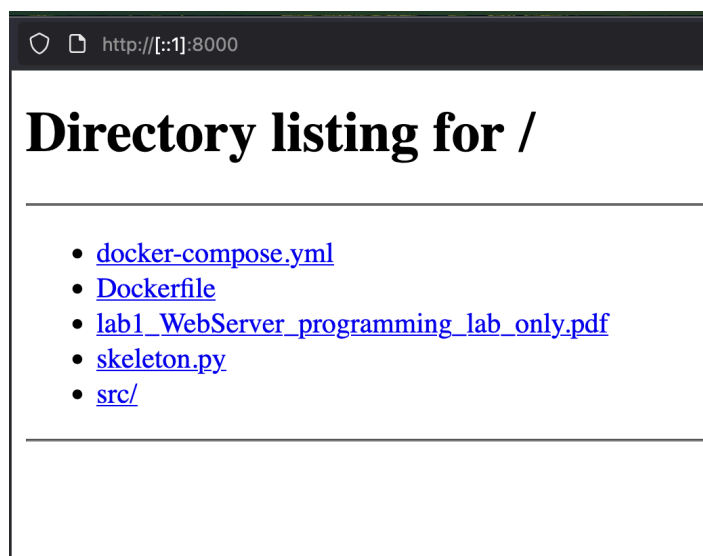 http://[::1]:8000
Directory listing for /
docker-compose.yml
Dockerfile
lab1_WebServer_programming_lab_only.pdf
skeleton.py
src/